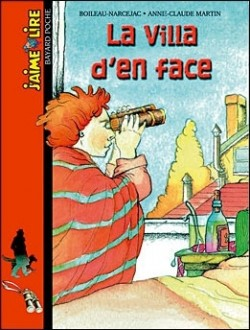 BOILEAU-NARCEJAC • ANNIE-CLAUDE MARTIN
La Villa
d'en face
J'AIME LIRE
BAYARD POCHE